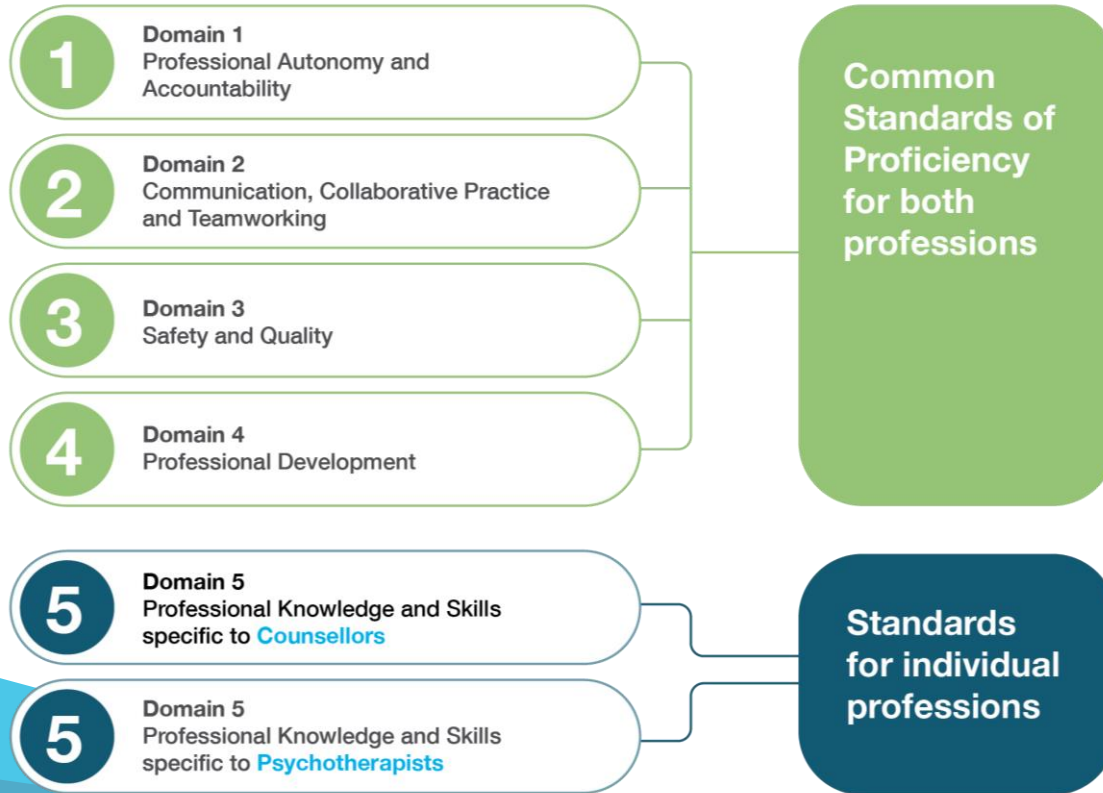 1
Domain 1
Professional Autonomy and
Accountability
2
Domain 2
Communication, Collaborative Practice
and Teamworking
3
Domain 3
Safety and Quality
4
Domain 4
Professional Development
Common
Standards of
Proficiency
for both
professions
5
Domain 5
Professional Knowledge and Skills
specific to Counsellors
5
Domain 5
Professional Knowledge and Skills
specific to Psychotherapists
Standards
for individual
professions